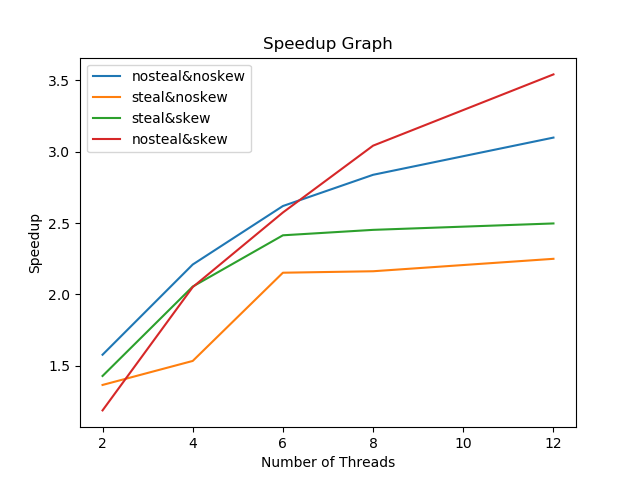 Speedup Graph
nosteal&noskew
steal&noskew
steal&skew
nosteal&skew
3.5
3.0
2.5
2.0
1.5
Speedup
2 4 6 8 10 12
Number of Threads